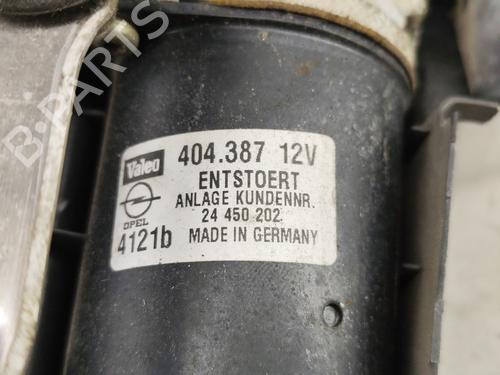 Valeo 404.387 12V
ENTSTOERT
ANLAGE KUNDENNR.
OPEL 24 450 202
4121b MADE IN GERMANY
B-Parts